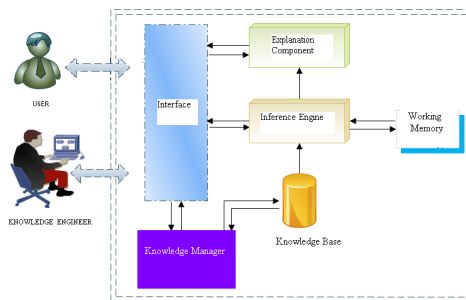 Explanation
Component
USER
Interface
Inference Engine
Working
Memory
KNOWLEDGE ENGINEER
Knowledge Manager
Knowledge Base